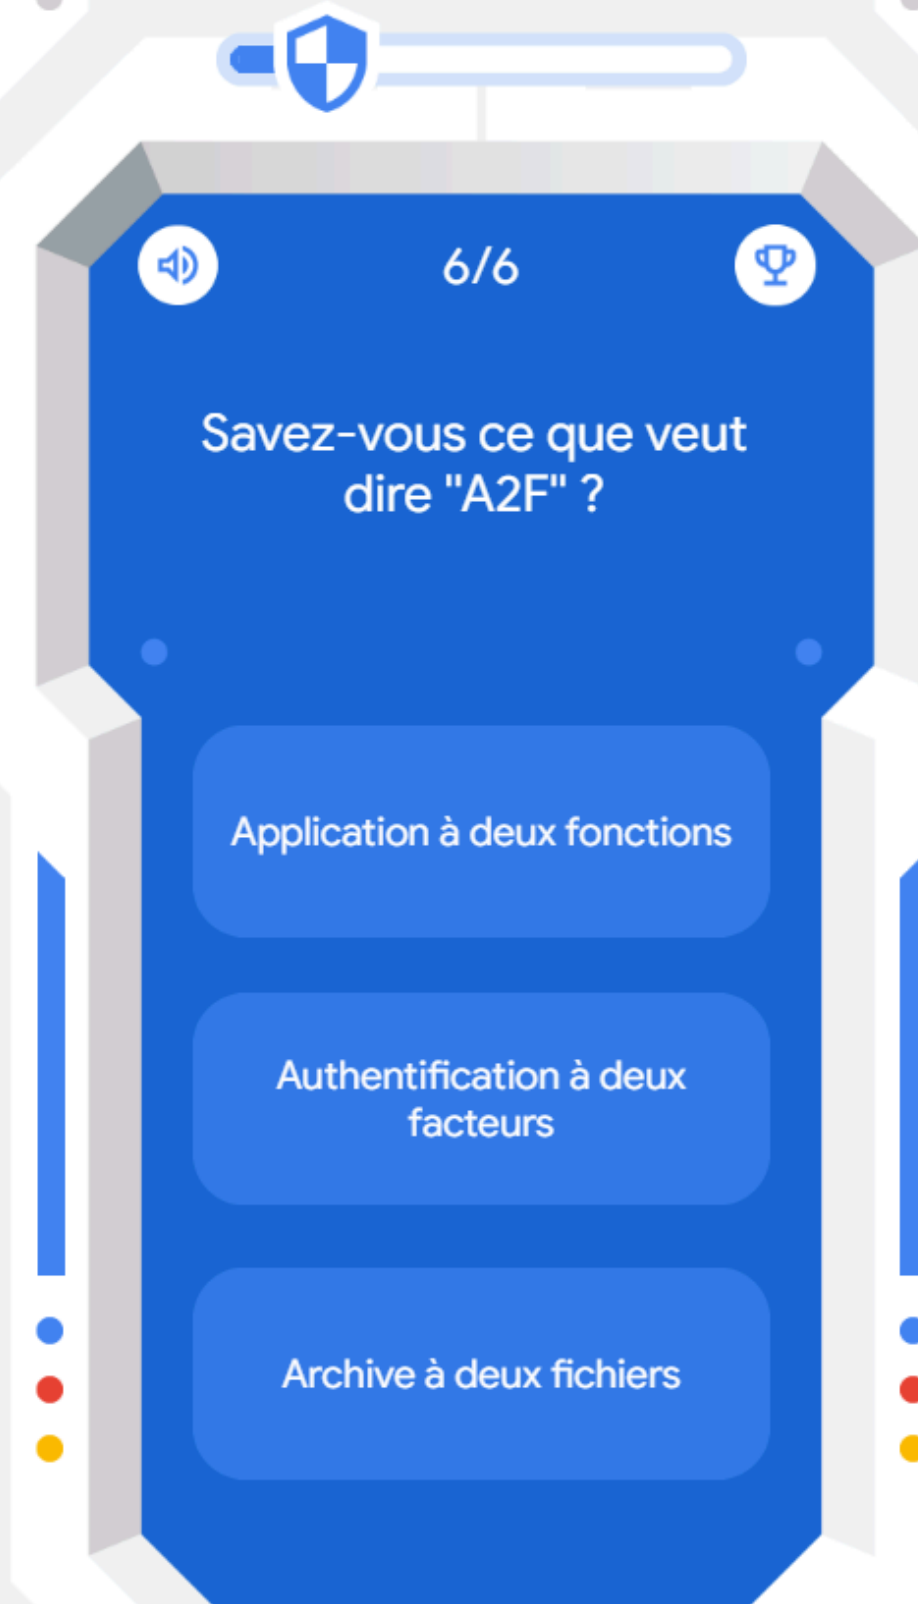 6/6
Savez-vous ce que veut
dire "A2F" ?
Application à deux fonctions
Authentification à deux
facteurs
Archive à deux fichiers